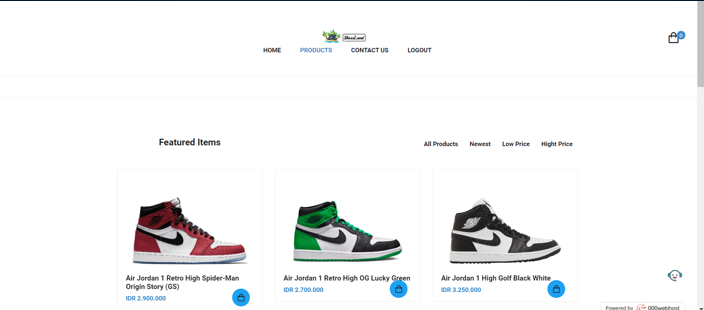 ShoesLand
0
HOME PRODUCTS CONTACT US LOGOUT
Featured Items
All Products Newest Low Price Hight Price
Air Jordan 1 Retro High Spider-Man
Origin Story (GS)
IDR 2.900.000
Air Jordan 1 Retro High OG Lucky Green
IDR 2.700.000
Air Jordan 1 High Golf Black White
IDR 3.250.000
Powered by 000webhost